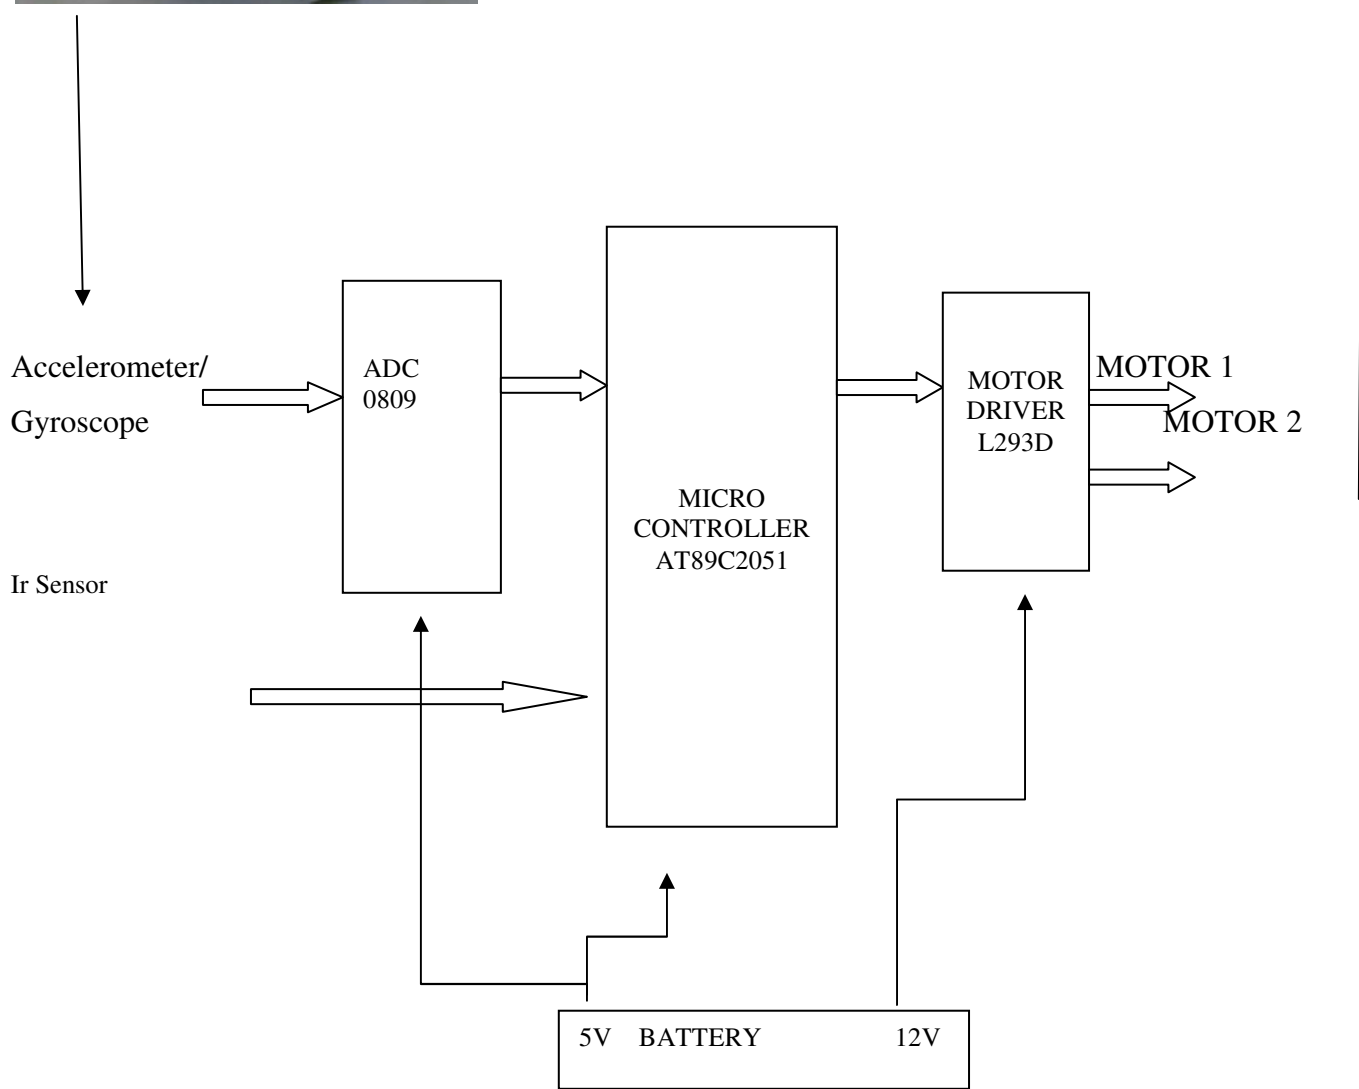 Accelerometer/
Gyroscope
Ir Sensor
ADC
0809
MICRO
CONTROLLER
AT89C2051
MOTOR
DRIVER
L293D
MOTOR 1
MOTOR 2
5V BATTERY 12V